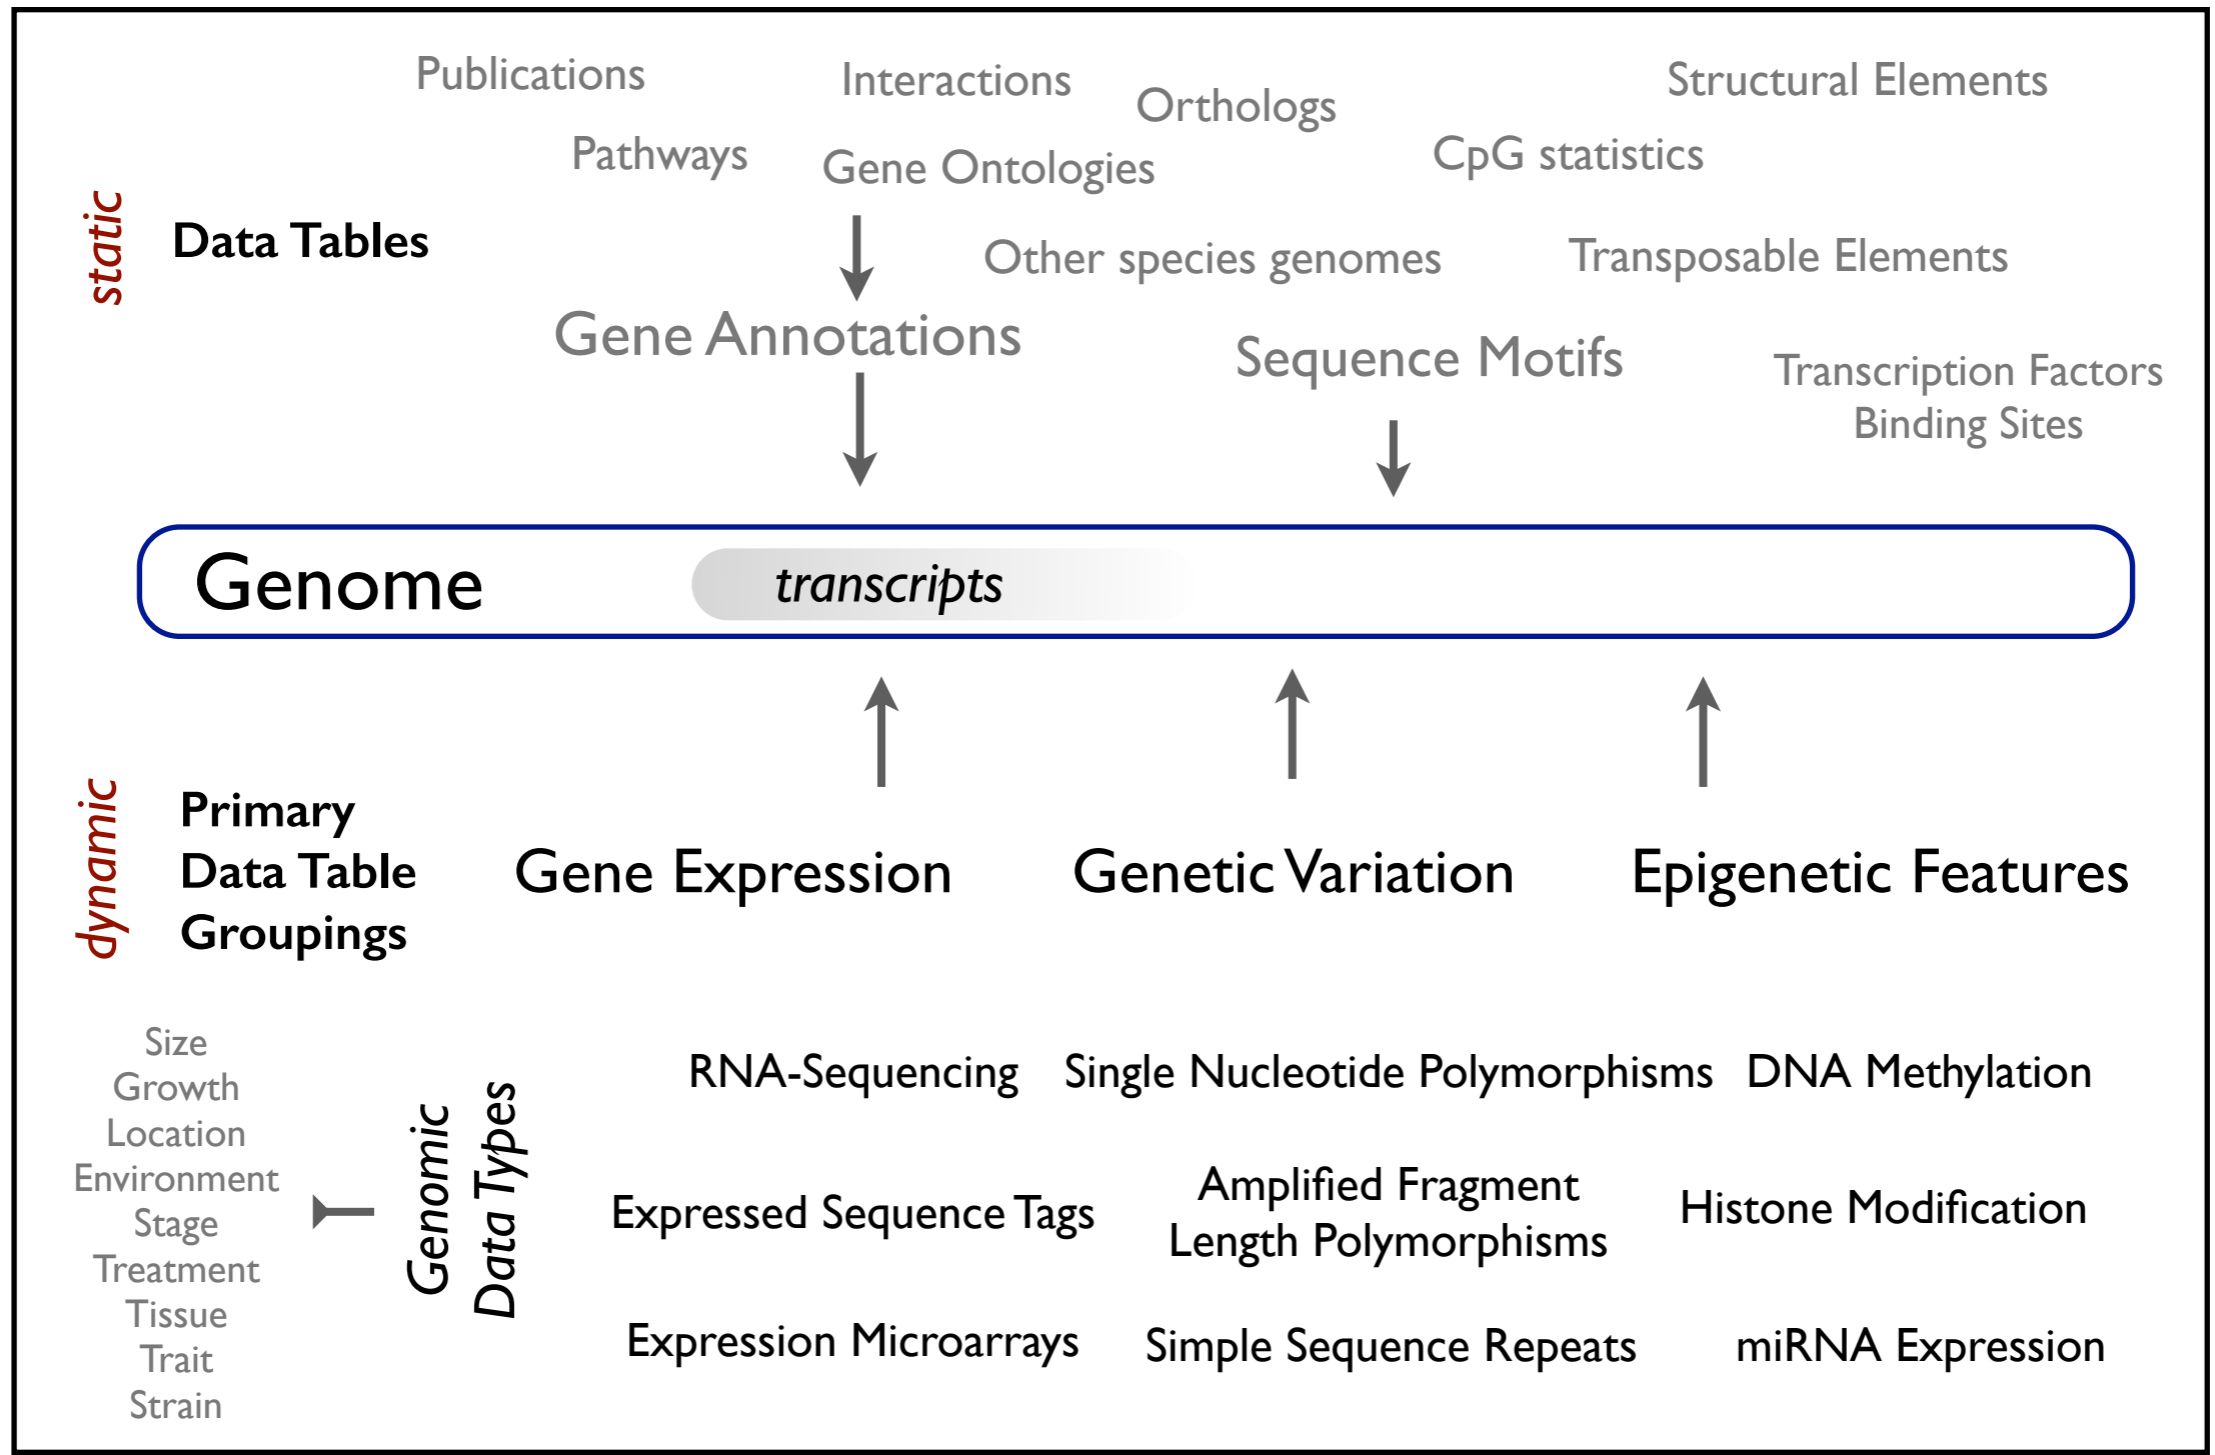 Publications
Interactions
Orthologs
Structural Elements
Pathways
Gene Ontologies
CpG statistics
static
Data Tables
Other species genomes
Transposable Elements
Gene Annotations
Sequence Motifs
Transcription Factors
Binding Sites
Genome
transcripts
dynamic
Primary
Data Table
Groupings
Gene Expression
Genetic Variation
Epigenetic Features
Size
Growth
Location
Environment
Stage
Treatment
Tissue
Trait
Strain
Genomic
Data Types
RNA-Sequencing
Single Nucleotide Polymorphisms
DNA Methylation
Expressed Sequence Tags
Amplified Fragment
Length Polymorphisms
Histone Modification
Expression Microarrays
Simple Sequence Repeats
miRNA Expression